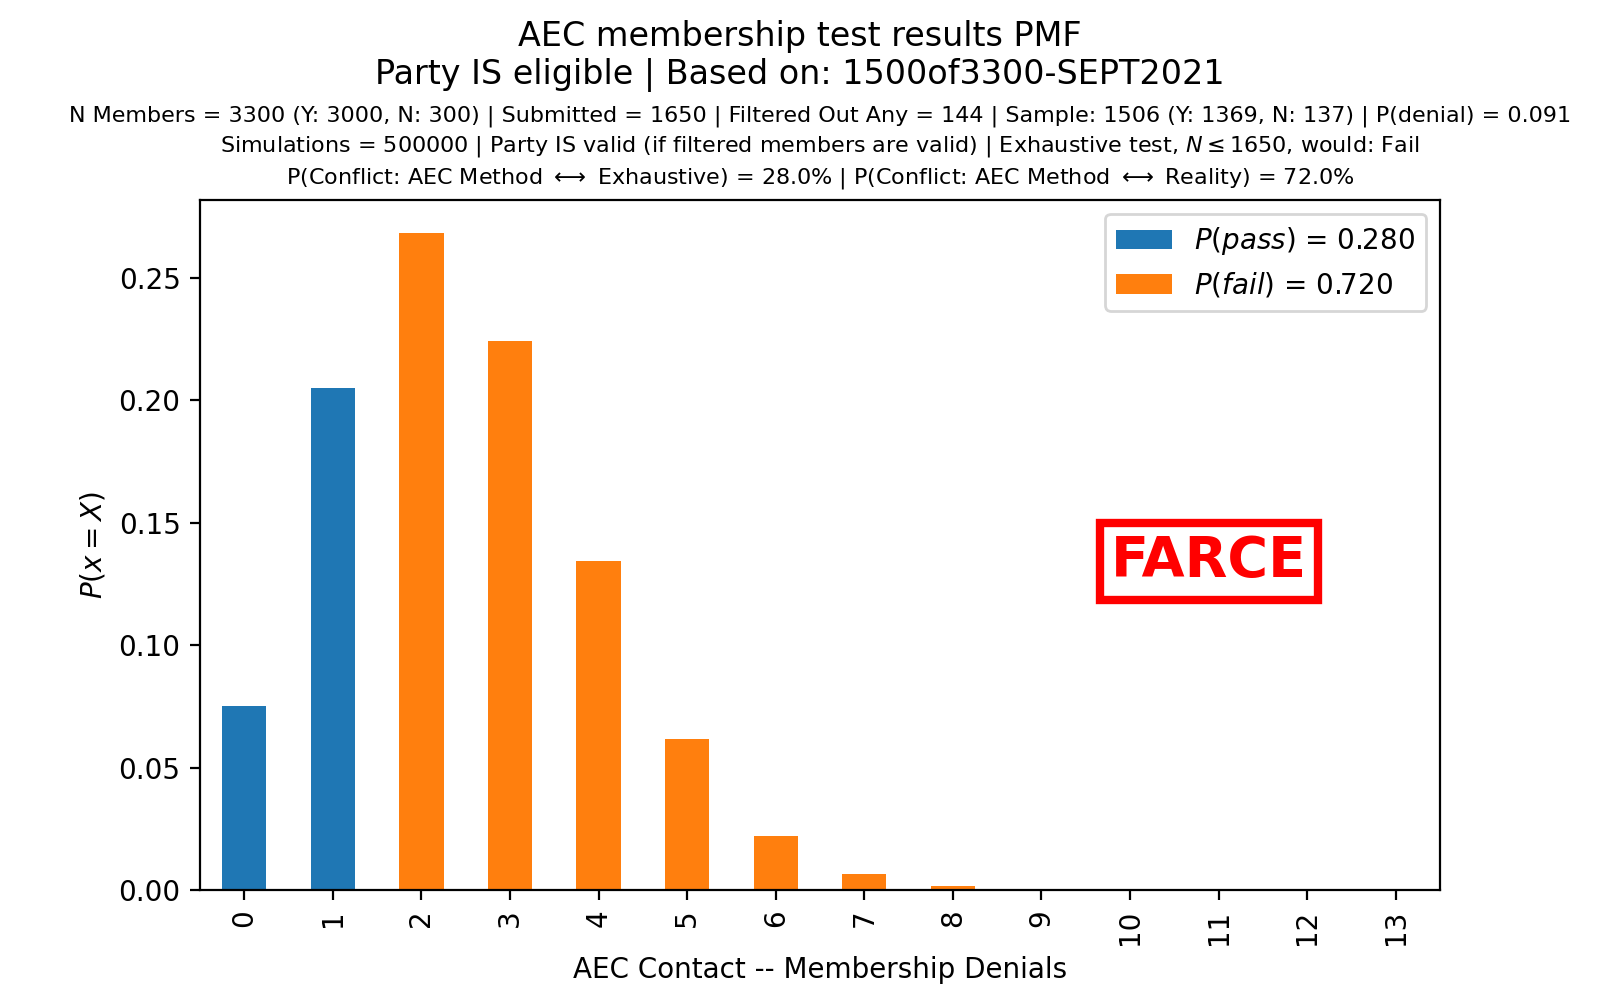 AEC membership test results PMF
Party IS eligible | Based on: 1500of3300-SEPT2021
N Members = 3300 (Y: 3000, N: 300) | Submitted = 1650 | Filtered Out Any = 144 | Sample: 1506 (Y: 1369, N: 137) | P(denial) = 0.091
Simulations = 500000 | Party IS valid (if filtered members are valid) | Exhaustive test, N ≤ 1650, would: Fail
P(Conflict: AEC Method ⟷ Exhaustive) = 28.0% | P(Conflict: AEC Method ⟷ Reality) = 72.0%
P(pass) = 0.280
P(fail) = 0.720
0.25
0.20
0.15
0.10
0.05
0.00
P(x = X)
FARCE
0 1 2 3 4 5 6 7 8 9 10 11 12 13
AEC Contact -- Membership Denials